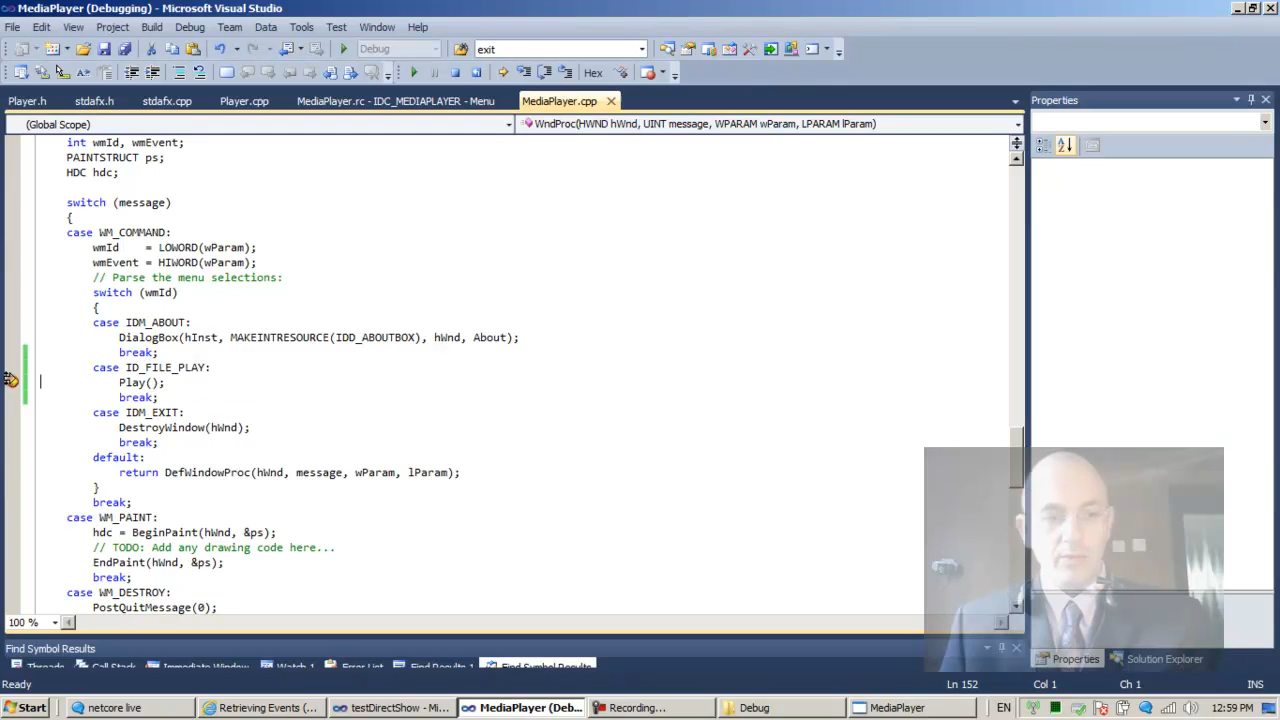 MediaPlayer (Debugging) - Microsoft Visual Studio
File Edit View Project Build Debug Team Data Tools Test Window Help
Debug exit
Hex
Player.h stdafx.h stdafx.cpp Player.cpp MediaPlayer.rc - IDC_MEDIAPLAYER - Menu MediaPlayer.cpp Properties
(Global Scope) WndProc(HWND hWnd, UINT message, WPARAM wParam, LPARAM lParam)
int wmId, wmEvent;
PAINTSTRUCT ps;
HDC hdc;
switch (message)
{
case WM_COMMAND:
wmId    = LOWORD(wParam);
wmEvent = HIWORD(wParam);
// Parse the menu selections:
switch (wmId)
{
case IDM_ABOUT:
DialogBox(hInst, MAKEINTRESOURCE(IDD_ABOUTBOX), hWnd, About);
break;
case ID_FILE_PLAY:
Play();
break;
case IDM_EXIT:
DestroyWindow(hWnd);
break;
default:
return DefWindowProc(hWnd, message, wParam, lParam);
}
break;
case WM_PAINT:
hdc = BeginPaint(hWnd, &ps);
// TODO: Add any drawing code here...
EndPaint(hWnd, &ps);
break;
case WM_DESTROY:
PostQuitMessage(0);
100 %
Find Symbol Results
Threads Call Stack Immediate Window Watch 1 Error List Find Results 1 Find Symbol Results Properties Solution Explorer
Ready Ln 152 Col 1 Ch 1 INS
Start netcore live Retrieving Events (... testDirectShow - Mi... MediaPlayer (Deb... Recording... Debug MediaPlayer EN 12:59 PM